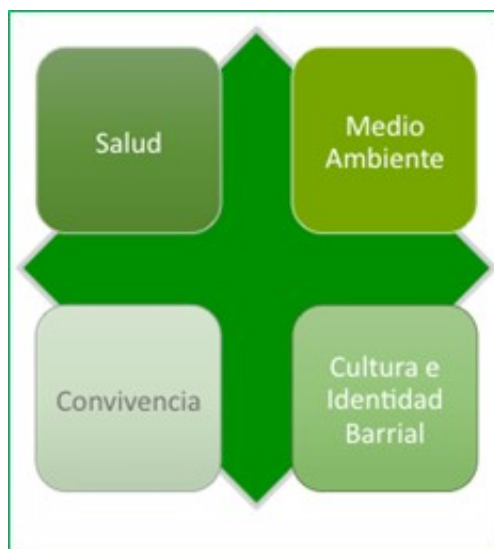 Salud
Medio
Ambiente
Convivencia
Cultura e
Identidad
Barrial